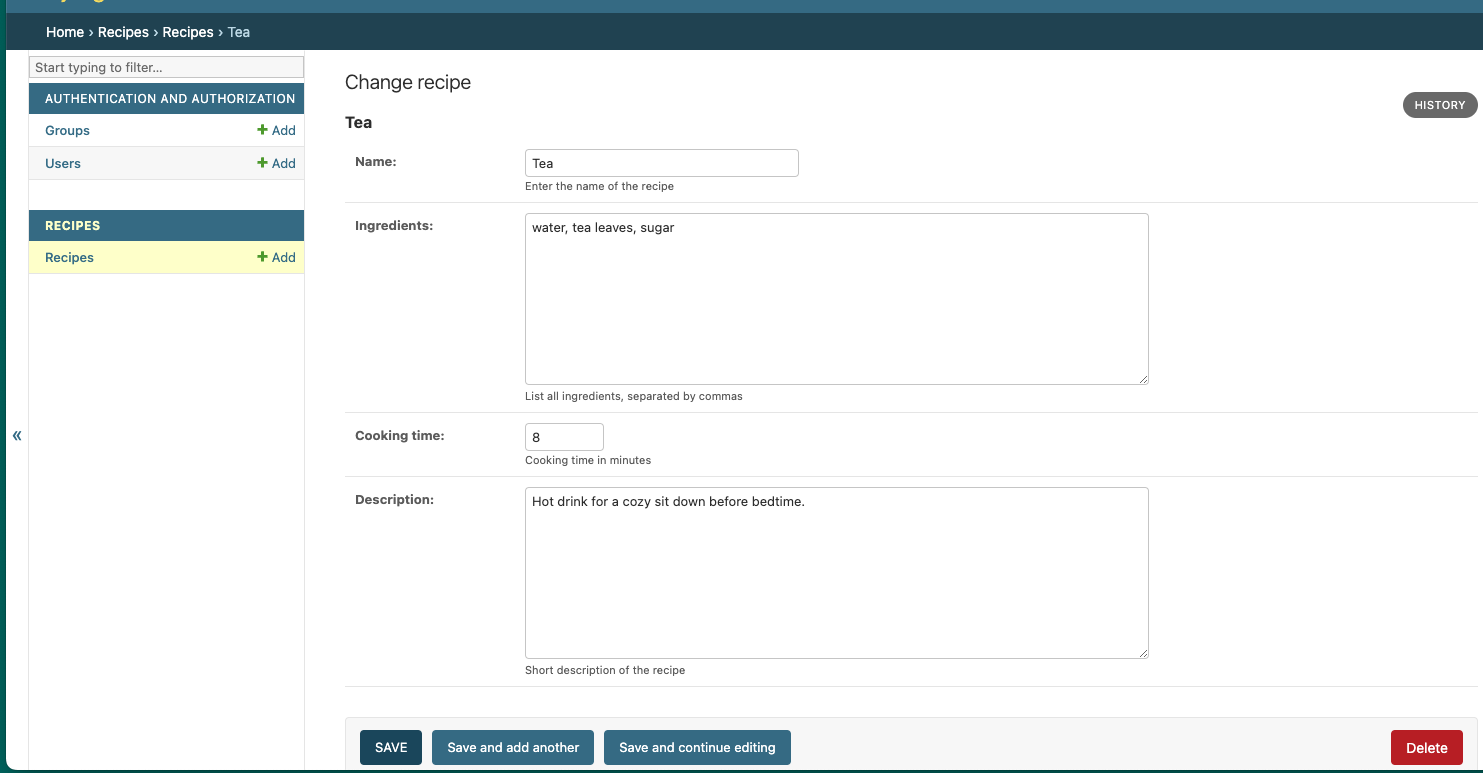 Home › Recipes › Recipes › Tea
Start typing to filter...
AUTHENTICATION AND AUTHORIZATION
Groups + Add
Users + Add
RECIPES
Recipes + Add
«
Change recipe
HISTORY
Tea
Name: Tea
Enter the name of the recipe
Ingredients: water, tea leaves, sugar
List all ingredients, separated by commas
Cooking time: 8
Cooking time in minutes
Description: Hot drink for a cozy sit down before bedtime.
Short description of the recipe
SAVE Save and add another Save and continue editing Delete